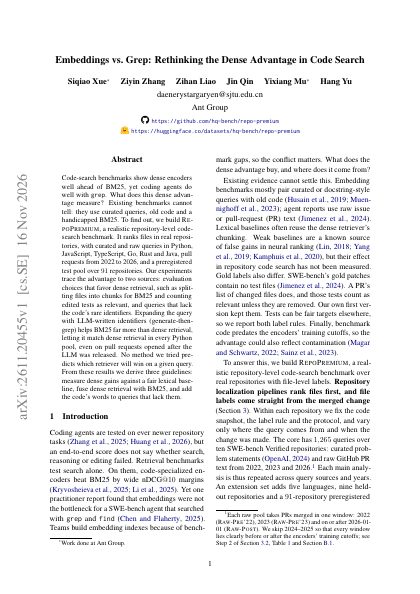 Embeddings vs. Grep: Rethinking the Dense Advantage in Code Search
Siqiao Xue* Ziyin Zhang Zihan Liao Jin Qin Yixiang Mu* Hang Yu
daenerystargaryen@sjtu.edu.cn
Ant Group
https://github.com/hq-bench/repo-premium
https://huggingface.co/datasets/hq-bench/repo-premium
arXiv:2611.20455v1 [cs.SE] 16 Nov 2026
Abstract
Code-search benchmarks show dense encoders
well ahead of BM25, yet coding agents do
well with grep. What does this dense advan-
tage measure? Existing benchmarks cannot
tell: they use curated queries, old code and a
handicapped BM25. To find out, we build RE-
POPREMIUM, a realistic repository-level code-
search benchmark. It ranks files in real reposito-
ries, with curated and raw queries in Python,
JavaScript, TypeScript, Go, Rust and Java, pull
requests from 2022 to 2026, and a preregistered
test pool over 91 repositories. Our experiments
trace the advantage to two sources: evaluation
choices that favor dense retrieval, such as split-
ting files into chunks for BM25 and counting
edited tests as relevant, and queries that lack
the code's rare identifiers. Expanding the query
with LLM-written identifiers (generate-then-
grep) helps BM25 far more than dense retrieval,
letting it match dense retrieval in every Python
pool, even on pull requests opened after the
LLM was released. No method we tried pre-
dicts which retriever will win on a given query.
From these results we derive three guidelines:
measure dense gains against a fair lexical base-
line, fuse dense retrieval with BM25, and add
the code's words to queries that lack them.
1 Introduction
Coding agents are tested on ever newer repository
tasks (Zhang et al., 2025; Huang et al., 2026), but
an end-to-end score does not say whether search,
reasoning or editing failed. Retrieval benchmarks
test search alone. On them, code-specialized en-
coders beat BM25 by wide nDCG@10 margins
(Kryvosheieva et al., 2025; Li et al., 2025). Yet one
practitioner report found that embeddings were not
the bottleneck for a SWE-bench agent that searched
with grep and find (Chen and Flaherty, 2025).
Teams build embedding indexes because of bench-
*Work done at Ant Group.
mark gaps, so the conflict matters. What does the
dense advantage buy, and where does it come from?
Existing evidence cannot settle this. Embedding
benchmarks mostly pair curated or docstring-style
queries with old code (Husain et al., 2019; Muen-
nighoff et al., 2023); agent reports use raw issue
or pull-request (PR) text (Jimenez et al., 2024).
Lexical baselines often reuse the dense retriever's
chunking. Weak baselines are a known source
of false gains in neural ranking (Lin, 2018; Yang
et al., 2019; Kamphuis et al., 2020), but their effect
in repository code search has not been measured.
Gold labels also differ. SWE-bench's gold patches
contain no test files (Jimenez et al., 2024). A PR's
list of changed files does, and those tests count as
relevant unless they are removed. Our own first ver-
sion kept them. Tests can be fair targets elsewhere,
so we report both label rules. Finally, benchmark
code predates the encoders' training cutoffs, so the
advantage could also reflect contamination (Magar
and Schwartz, 2022; Sainz et al., 2023).
To answer this, we build REPOPREMIUM, a real-
istic repository-level code-search benchmark over
real repositories with file-level labels. Repository
localization pipelines rank files first, and file
labels come straight from the merged change
(Section 3). Within each repository we fix the code
snapshot, the label rule and the protocol, and vary
only where the query comes from and when the
change was made. The core has 1,265 queries over
ten SWE-bench Verified repositories: curated prob-
lem statements (OpenAI, 2024) and raw GitHub PR
text from 2022, 2023 and 2026.¹ Each main analy-
sis is thus repeated across query sources and years.
An extension set adds five languages, nine held-
out repositories and a 91-repository preregistered
¹Each raw pool takes PRs merged in one window: 2022
(RAW-PRE'22), 2023 (RAW-PRE'23) and on or after 2026-01-
01 (RAW-POST). We skip 2024–2025 so that every window
lies clearly before or after the encoders' training cutoffs; see
Step 2 of Section 3.2, Table 1 and Section B.1.
1